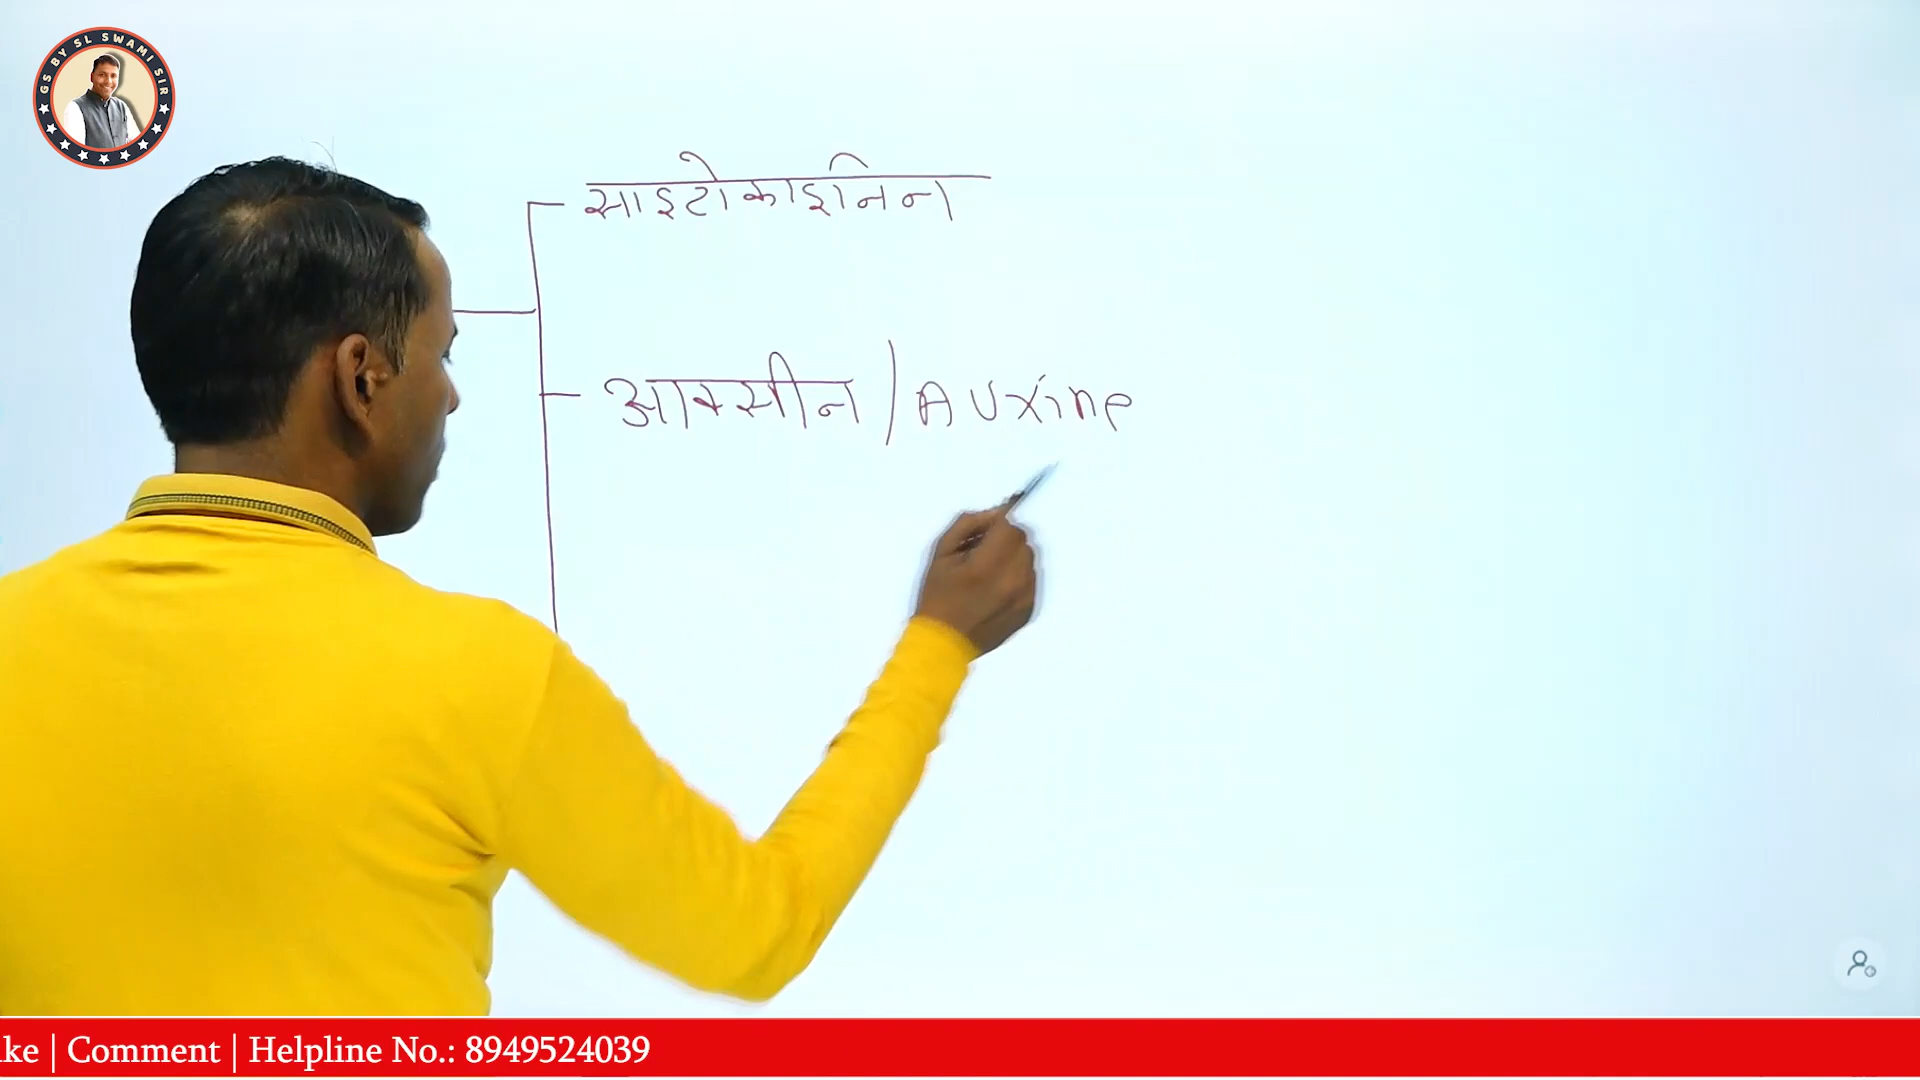 GS BY SL SWAMI SIR
साइटोकाइनिन
आक्सीन / Auxine
ke | Comment | Helpline No.: 8949524039